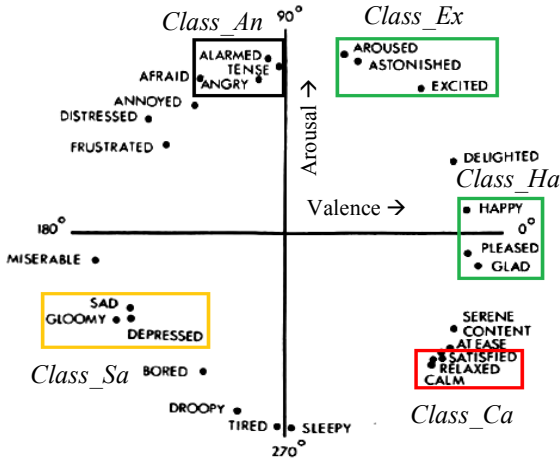 Class_An
90°
Class_Ex
ALARMED
TENSE
ANGRY
AFRAID
ANNOYED
DISTRESSED
FRUSTRATED
AROUSED
ASTONISHED
EXCITED
Arousal →
DELIGHTED
Class_Ha
HAPPY
Valence →
180°
0°
PLEASED
GLAD
MISERABLE
SAD
GLOOMY
DEPRESSED
Class_Sa
BORED
DROOPY
TIRED
SLEEPY
270°
SERENE
CONTENT
AT EASE
SATISFIED
RELAXED
CALM
Class_Ca